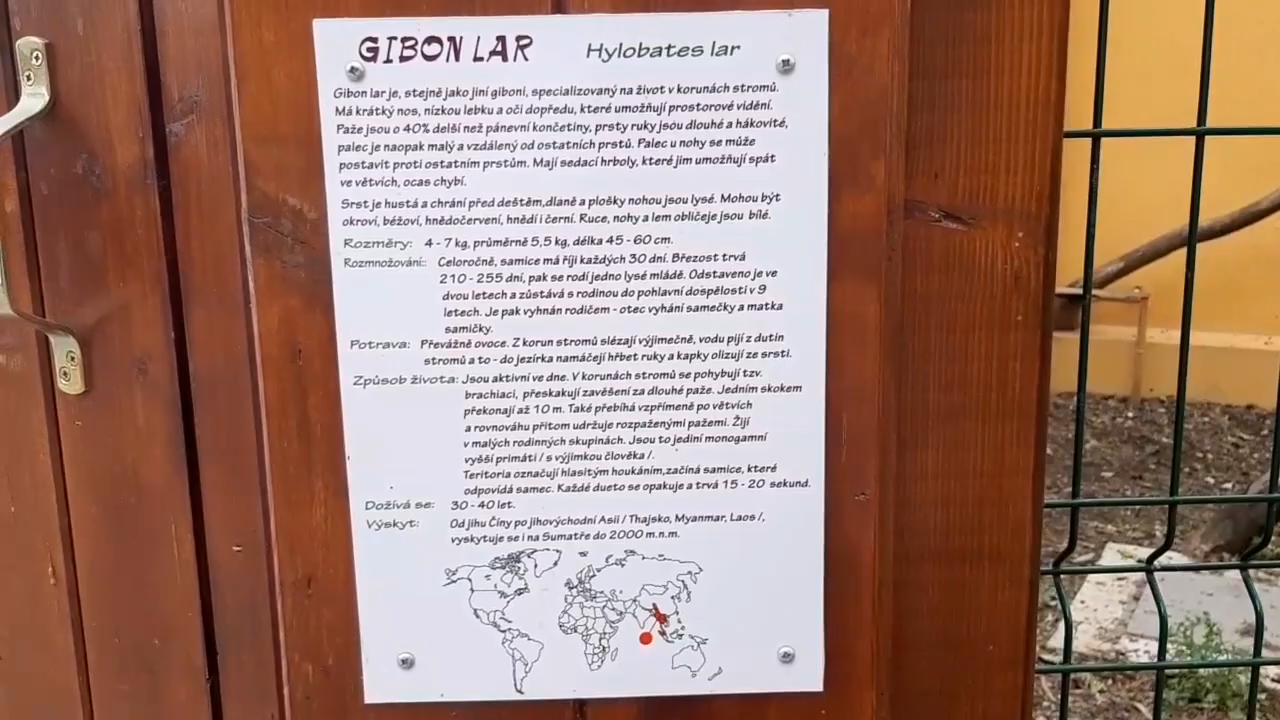 GIBON LAR Hylobates lar
Gibon lar je, stejně jako jiní giboni, specializovaný na život v korunách stromů.
Má krátký nos, nízkou lebku a oči dopředu, které umožňují prostorové vidění.
Paže jsou o 40% delší než pánevní končetiny, prsty ruky jsou dlouhé a hákovité,
palec je naopak malý a vzdálený od ostatních prstů. Palec u nohy se může
postavit proti ostatním prstům. Mají sedací hrboly, které jim umožňují spát
ve větvích, ocas chybí.
Srst je hustá a chrání před deštěm,dlaně a plošky nohou jsou lysé. Mohou být
okroví, béžoví, hnědočervení, hnědí i černí. Ruce, nohy a lem obličeje jsou bílé.
Rozměry: 4 - 7 kg, průměrně 5,5 kg, délka 45 - 60 cm.
Rozmnožování: Celoročně, samice má říji každých 30 dní. Březost trvá
210 - 255 dní, pak se rodí jedno lysé mládě. Odstaveno je ve
dvou letech a zůstává s rodinou do pohlavní dospělosti v 9
letech. Je pak vyhnán rodičem - otec vyhání samečky a matka
samičky.
Potrava: Převážně ovoce. Z korun stromů slézají výjimečně, vodu pijí z dutin
stromů a to - do jezírka namáčejí hřbet ruky a kapky olizují ze srsti.
Způsob života: Jsou aktivní ve dne. V korunách stromů se pohybují tzv.
brachiací, přeskakují zavěšení za dlouhé paže. Jedním skokem
překonají až 10 m. Také přebíhá vzpřímeně po větvích
a rovnováhu přitom udržuje rozpaženými pažemi. Žijí
v malých rodinných skupinách. Jsou to jediní monogamní
vyšší primáti / s výjimkou člověka /.
Teritoria označují hlasitým houkáním,začíná samice, které
odpovídá samec. Každé dueto se opakuje a trvá 15 - 20 sekund.
Dožívá se: 30 - 40 let.
Výskyt: Od jihu Číny po jihovýchodní Asii / Thajsko, Myanmar, Laos /,
vyskytuje se i na Sumatře do 2000 m.n.m.